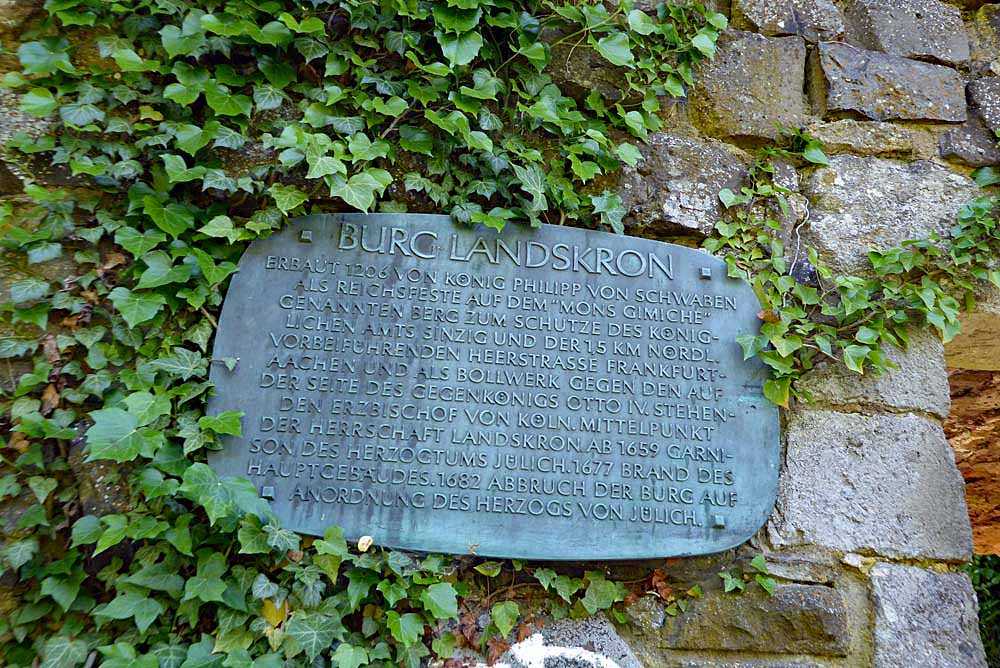 BURG LANDSKRON
ERBAUT 1206 VON KÖNIG PHILIPP VON SCHWABEN
ALS REICHSFESTE AUF DEM "MONS GIMICHE"
GENANNTEN BERG ZUM SCHUTZE DES KÖNIG-
LICHEN AMTS SINZIG UND DER 1,5 KM NÖRDL.
VORBEIFÜHRENDEN HEERSTRASSE FRANKFURT-
AACHEN UND ALS BOLLWERK GEGEN DEN AUF
DER SEITE DES GEGENKÖNIGS OTTO IV. STEHEN-
DEN ERZBISCHOF VON KÖLN. MITTELPUNKT
DER HERRSCHAFT LANDSKRON. AB 1659 GARNI-
SON DES HERZOGTUMS JÜLICH. 1677 BRAND DES
HAUPTGEBÄUDES. 1682 ABBRUCH DER BURG AUF
ANORDNUNG DES HERZOGS VON JÜLICH.